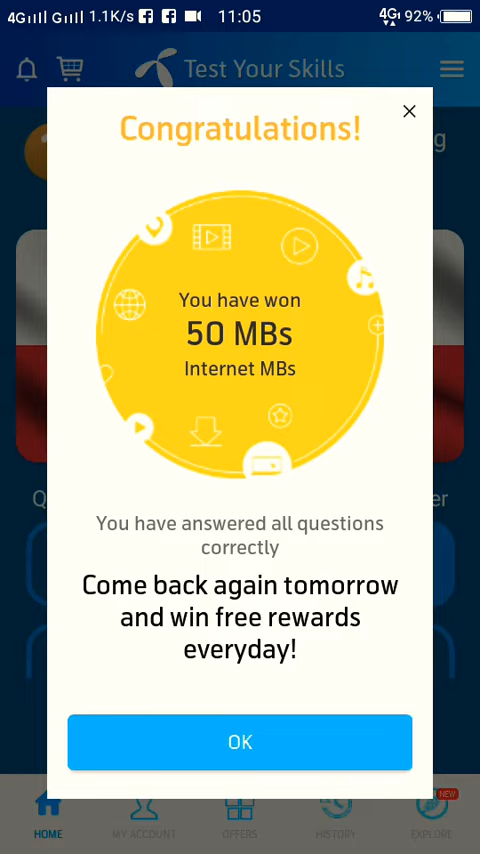 4G 4G 1.1K/s 11:05 4G 92%
Test Your Skills
g
Congratulations!
You have won
50 MBs
Internet MBs
Q
er
You have answered all questions
correctly
Come back again tomorrow
and win free rewards
everyday!
OK
NEW
HOME MY ACCOUNT OFFERS HISTORY EXPLORE